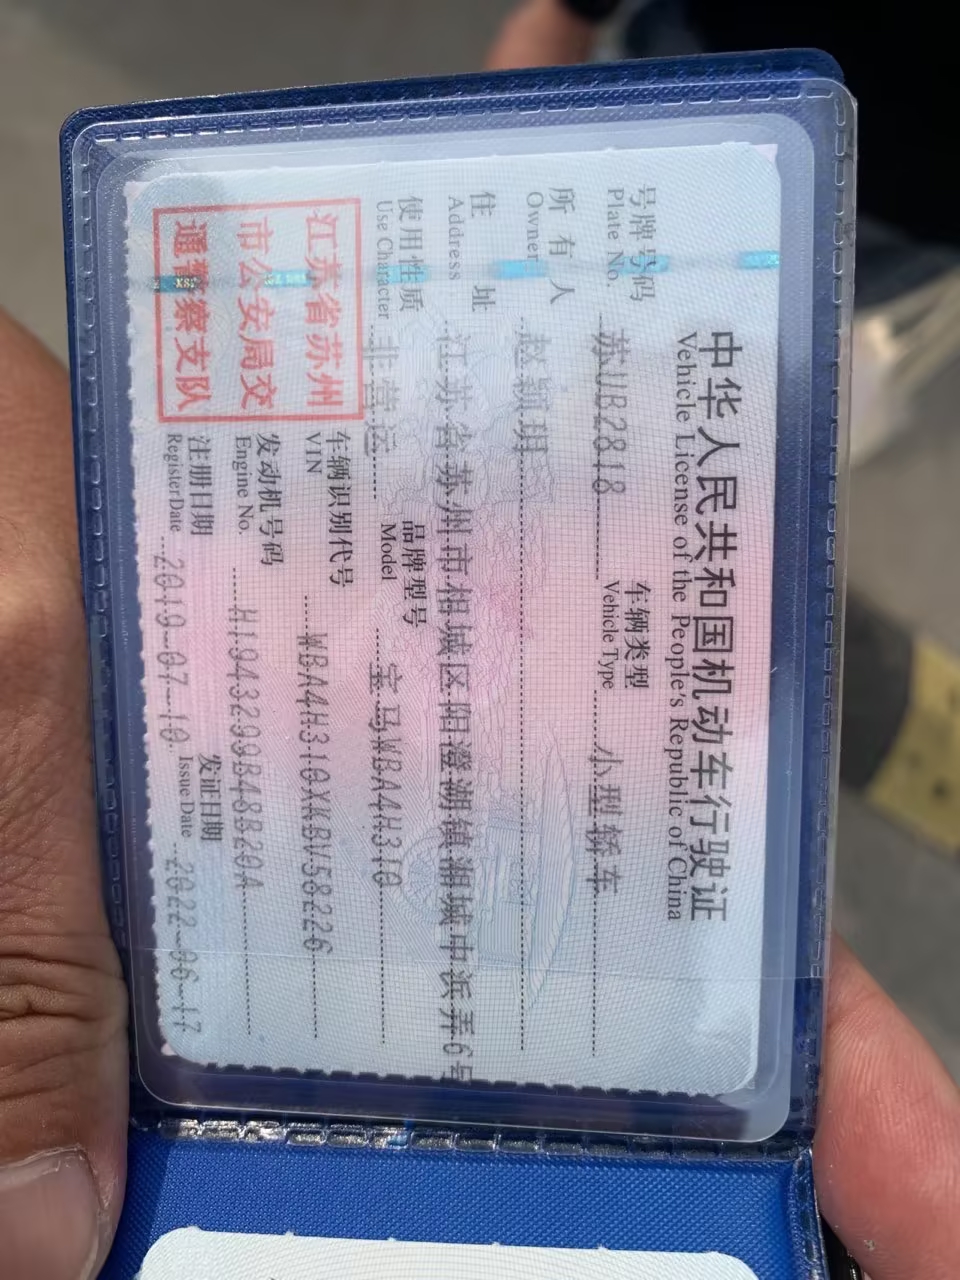 中华人民共和国机动车行驶证
Vehicle License of the People's Republic of China
号牌号码 苏UB2818 车辆类型 小型轿车
Plate No. Vehicle Type
所有人 赵颖玥
Owner
住址 江苏省苏州市相城区阳澄湖镇湘城中浜弄6号
Address
使用性质 非营运 品牌型号 宝马WBA4H310
Use Character Model
江苏省苏州
市公安局交
通警察支队
车辆识别代号 WBA4H310XKBV58226
VIN
发动机号码 H1943299B48B20A
Engine No.
注册日期 2019-07-10 发证日期 2022-06-17
Register Date Issue Date